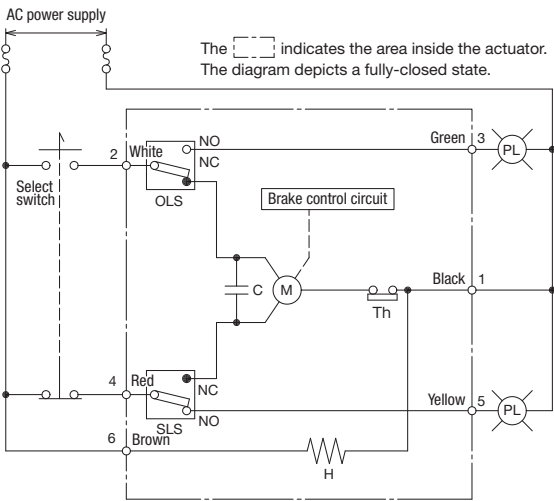 AC power supply
The [ ] indicates the area inside the actuator.
The diagram depicts a fully-closed state.
Green 3
PL
2 White
NO
NC
OLS
Select
switch
Brake control circuit
C
M
Black 1
Th
4 Red
NC
SLS
NO
Yellow 5
PL
6 Brown
H